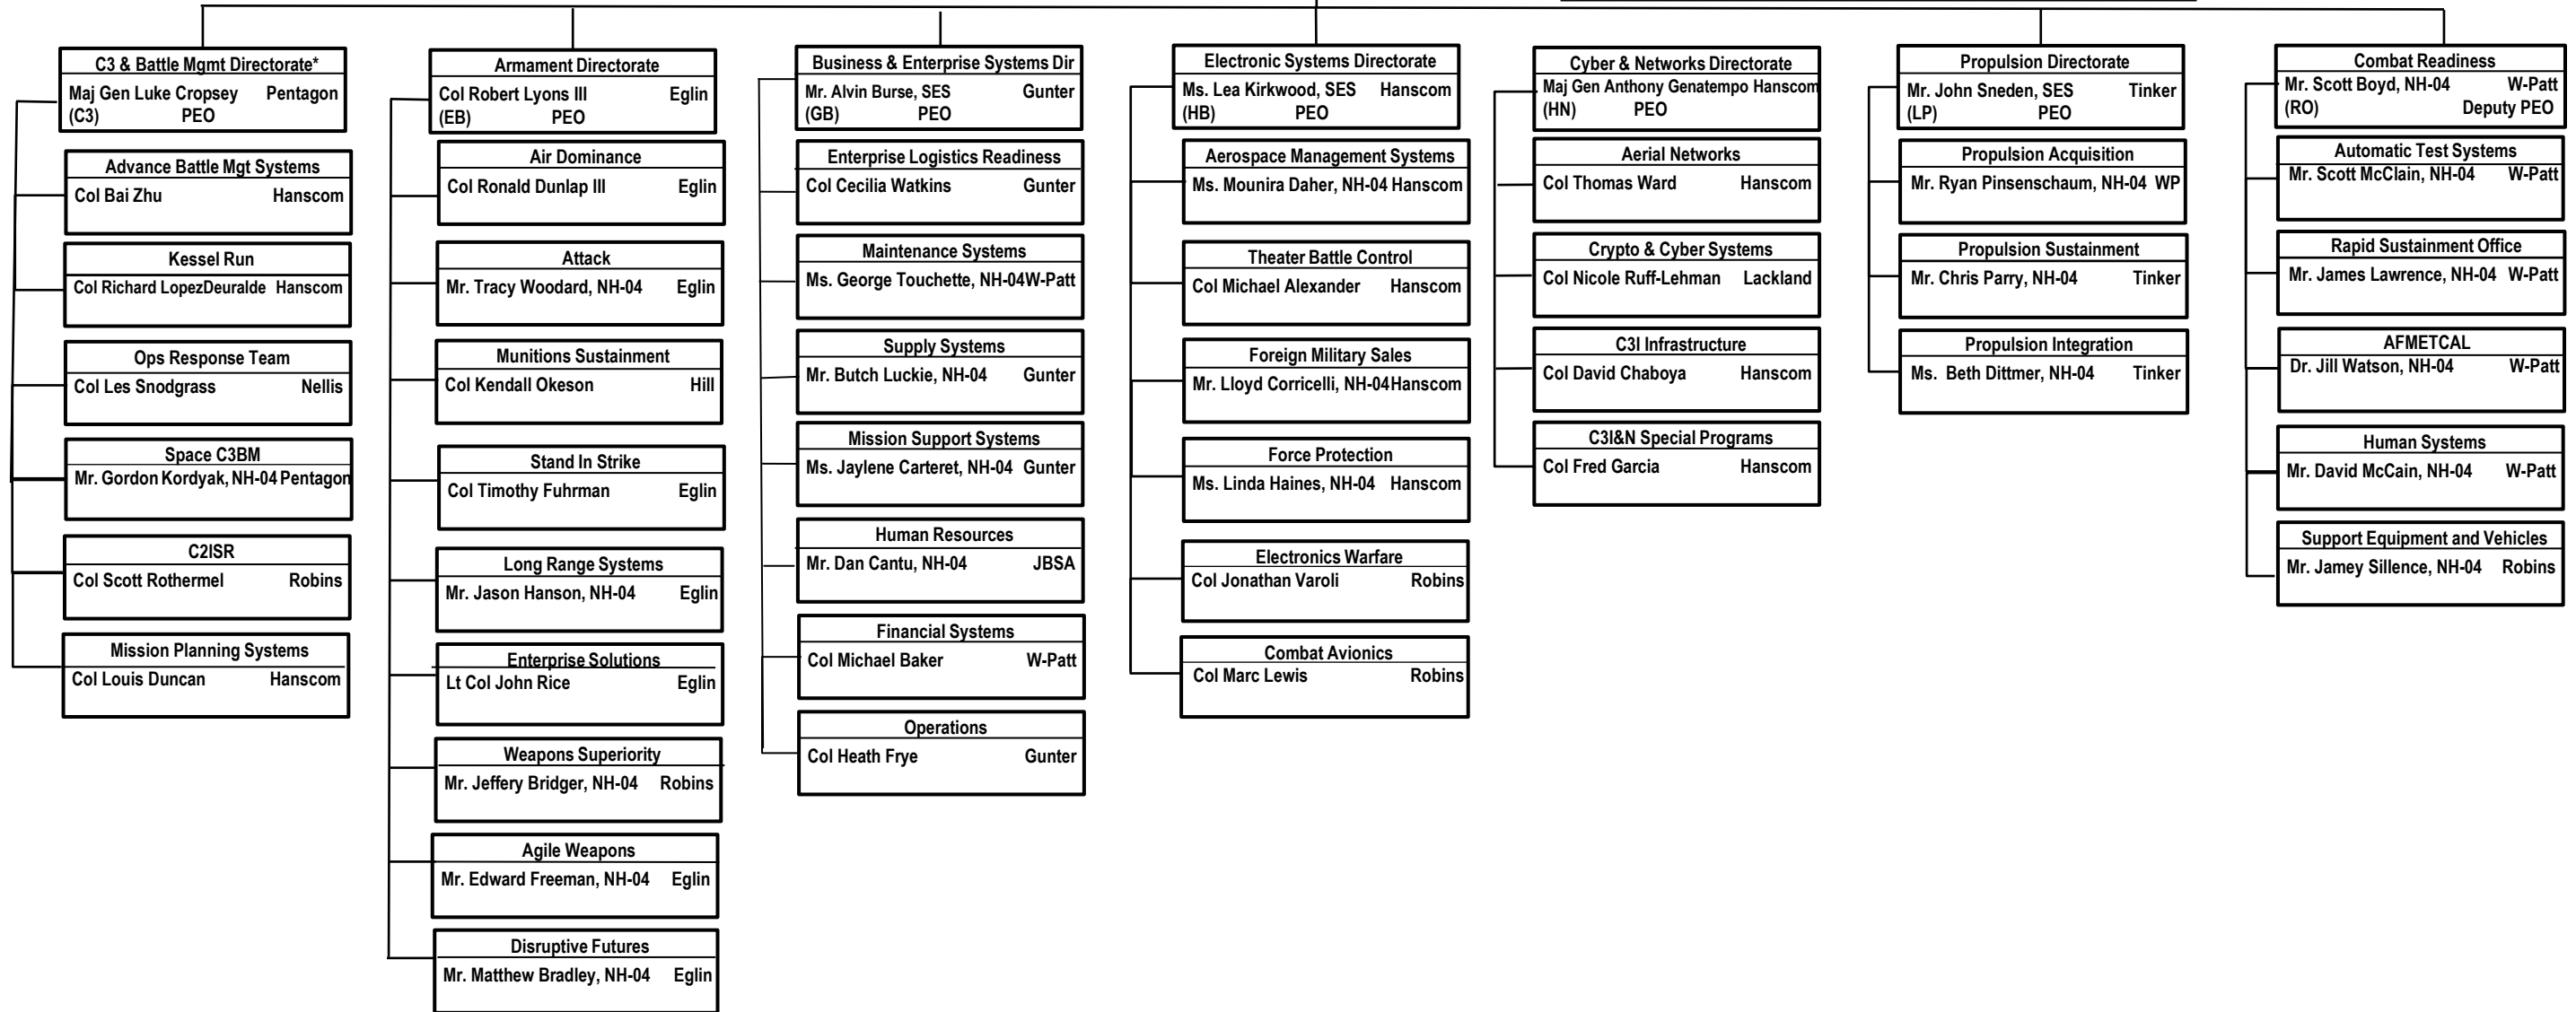 C3 & Battle Mgmt Directorate*
Maj Gen Luke Cropsey Pentagon
(C3) PEO
Advance Battle Mgt Systems
Col Bai Zhu Hanscom
Kessel Run
Col Richard LopezDeuralde Hanscom
Ops Response Team
Col Les Snodgrass Nellis
Space C3BM
Mr. Gordon Kordyak, NH-04 Pentagon
C2ISR
Col Scott Rothermel Robins
Mission Planning Systems
Col Louis Duncan Hanscom
Armament Directorate
Col Robert Lyons III Eglin
(EB) PEO
Air Dominance
Col Ronald Dunlap III Eglin
Attack
Mr. Tracy Woodard, NH-04 Eglin
Munitions Sustainment
Col Kendall Okeson Hill
Stand In Strike
Col Timothy Fuhrman Eglin
Long Range Systems
Mr. Jason Hanson, NH-04 Eglin
Enterprise Solutions
Lt Col John Rice Eglin
Weapons Superiority
Mr. Jeffery Bridger, NH-04 Robins
Agile Weapons
Mr. Edward Freeman, NH-04 Eglin
Disruptive Futures
Mr. Matthew Bradley, NH-04 Eglin
Business & Enterprise Systems Dir
Mr. Alvin Burse, SES Gunter
(GB) PEO
Enterprise Logistics Readiness
Col Cecilia Watkins Gunter
Maintenance Systems
Ms. George Touchette, NH-04W-Patt
Supply Systems
Mr. Butch Luckie, NH-04 Gunter
Mission Support Systems
Ms. Jaylene Carteret, NH-04 Gunter
Human Resources
Mr. Dan Cantu, NH-04 JBSA
Financial Systems
Col Michael Baker W-Patt
Operations
Col Heath Frye Gunter
Electronic Systems Directorate
Ms. Lea Kirkwood, SES Hanscom
(HB) PEO
Aerospace Management Systems
Ms. Mounira Daher, NH-04 Hanscom
Theater Battle Control
Col Michael Alexander Hanscom
Foreign Military Sales
Mr. Lloyd Corricelli, NH-04Hanscom
Force Protection
Ms. Linda Haines, NH-04 Hanscom
Electronics Warfare
Col Jonathan Varoli Robins
Combat Avionics
Col Marc Lewis Robins
Cyber & Networks Directorate
Maj Gen Anthony Genatempo Hanscom
(HN) PEO
Aerial Networks
Col Thomas Ward Hanscom
Crypto & Cyber Systems
Col Nicole Ruff-Lehman Lackland
C3I Infrastructure
Col David Chaboya Hanscom
C3I&N Special Programs
Col Fred Garcia Hanscom
Propulsion Directorate
Mr. John Sneden, SES Tinker
(LP) PEO
Propulsion Acquisition
Mr. Ryan Pinsenschaum, NH-04 WP
Propulsion Sustainment
Mr. Chris Parry, NH-04 Tinker
Propulsion Integration
Ms. Beth Dittmer, NH-04 Tinker
Combat Readiness
Mr. Scott Boyd, NH-04 W-Patt
(RO) Deputy PEO
Automatic Test Systems
Mr. Scott McClain, NH-04 W-Patt
Rapid Sustainment Office
Mr. James Lawrence, NH-04 W-Patt
AFMETCAL
Dr. Jill Watson, NH-04 W-Patt
Human Systems
Mr. David McCain, NH-04 W-Patt
Support Equipment and Vehicles
Mr. Jamey Sillence, NH-04 Robins